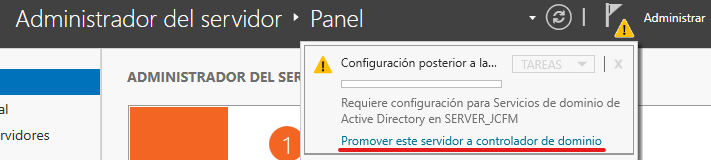 Administrador del servidor ‣ Panel
Administrar
ADMINISTRADOR DEL SER
al
ervidores
1
Configuración posterior a la...
TAREAS
X
Requiere configuración para Servicios de dominio de
Active Directory en SERVER_JCFM
Promover este servidor a controlador de dominio